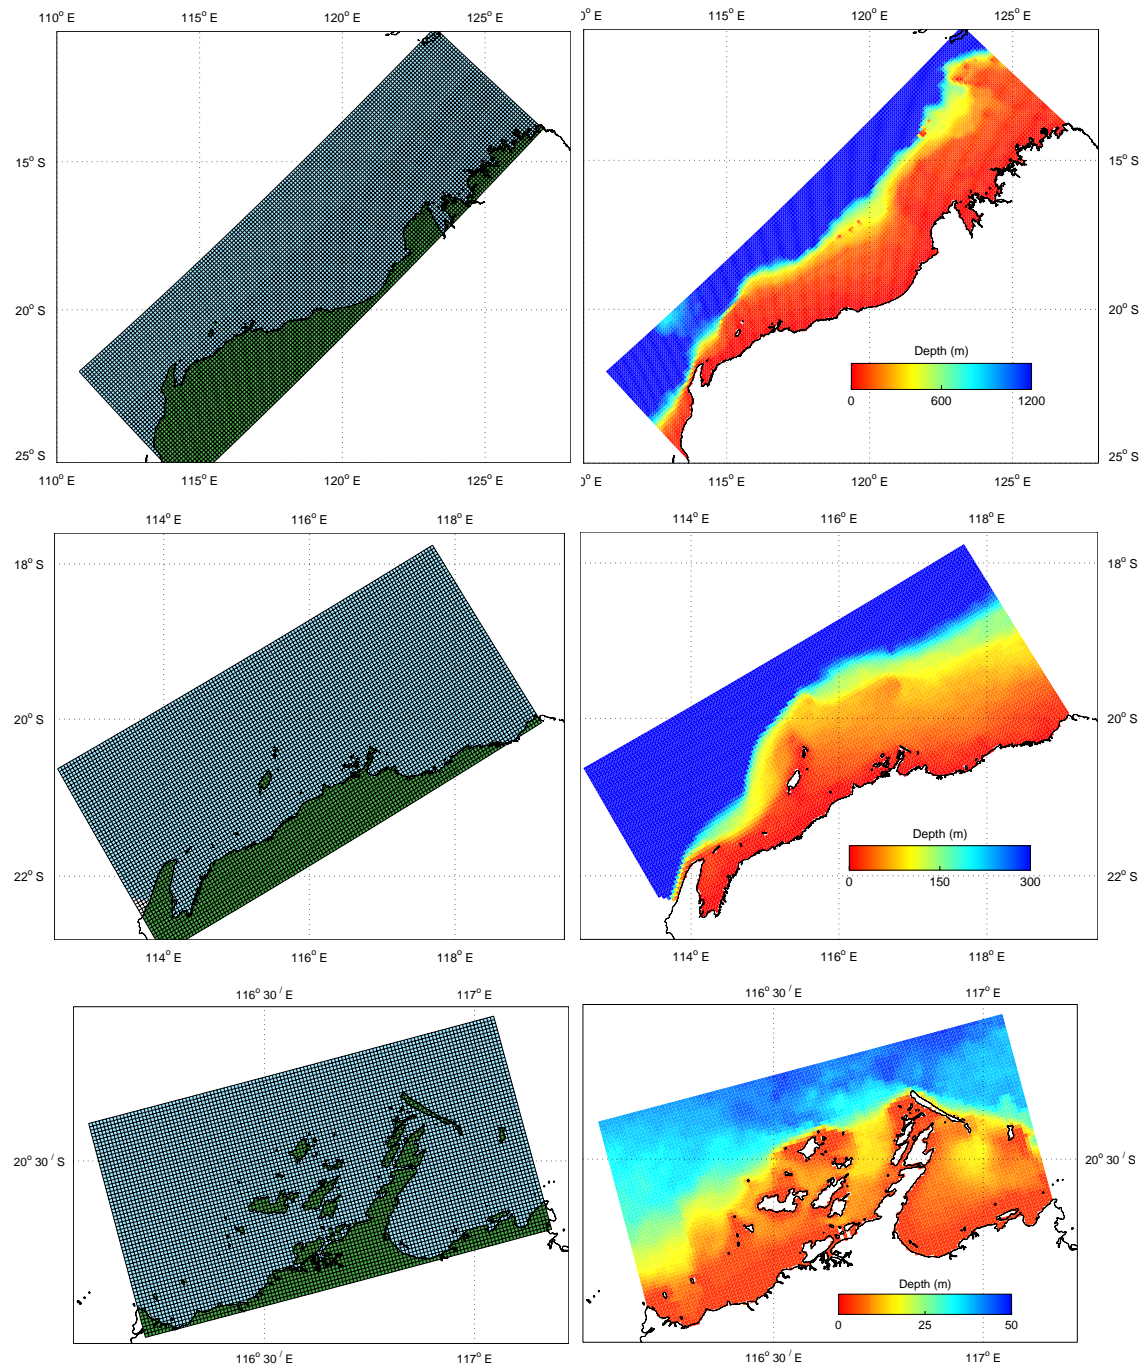 110° E 115° E 120° E 125° E
0° E 115° E 120° E 125° E
15° S
20° S
25° S
15° S
20° S
25° S
Depth (m)
0 600 1200
110° E 115° E 120° E 125° E
0° E 115° E 120° E 125° E
114° E 116° E 118° E
114° E 116° E 118° E
18° S
20° S
22° S
18° S
20° S
22° S
Depth (m)
0 150 300
114° E 116° E 118° E
114° E 116° E 118° E
116° 30 ' E 117° E
116° 30 ' E 117° E
20° 30 ' S
20° 30 ' S
Depth (m)
0 25 50
116° 30 ' E 117° E
116° 30 ' E 117° E